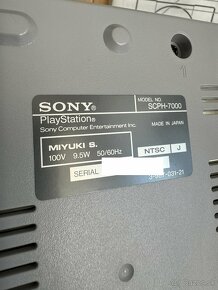 SONY
PlayStation®
Sony Computer Entertainment Inc.
MODEL NO.
SCPH-7000
MADE IN JAPAN
MIYUKI S.
100V 9.5W 50/60Hz
NTSC J
SERIAL